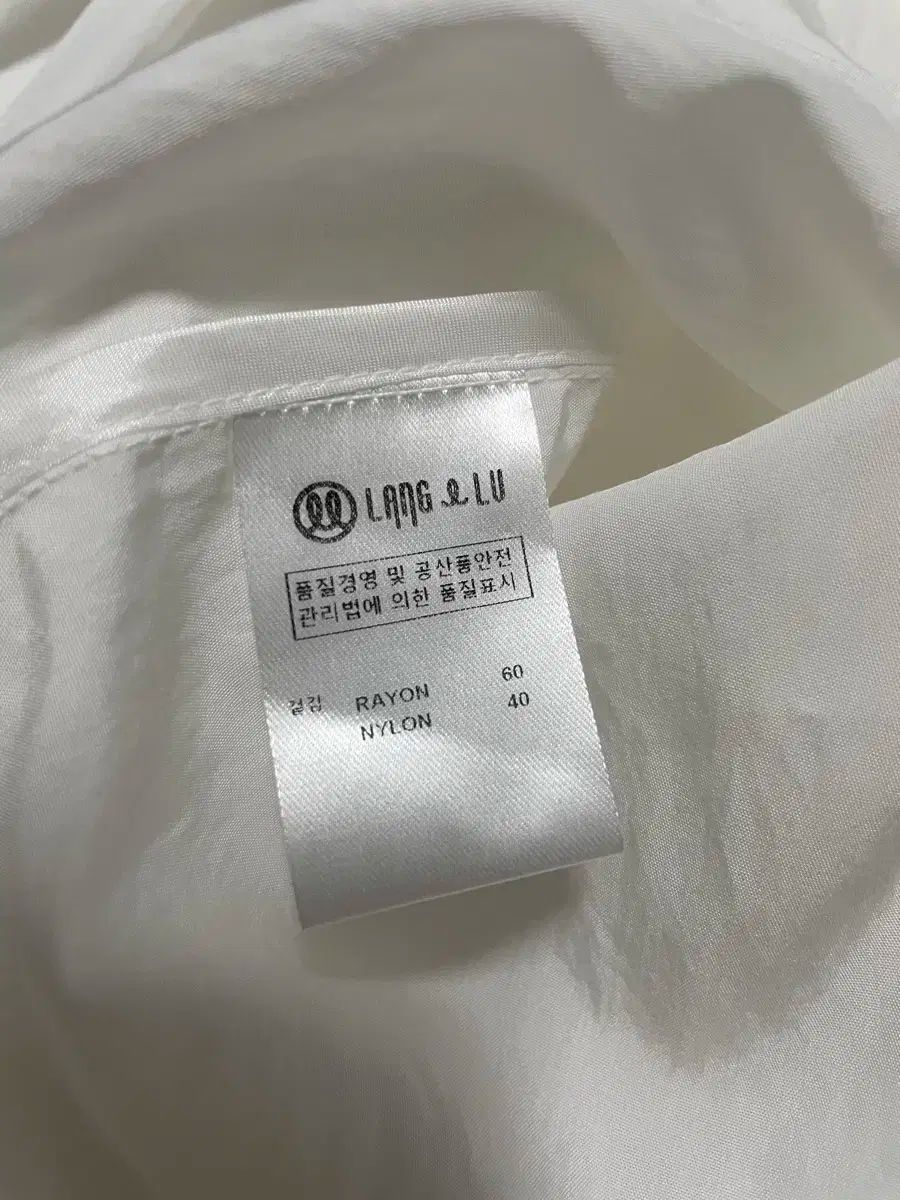 LANG & LU
품질경영 및 공산품안전
관리법에 의한 품질표시
겉감 RAYON 60
NYLON 40